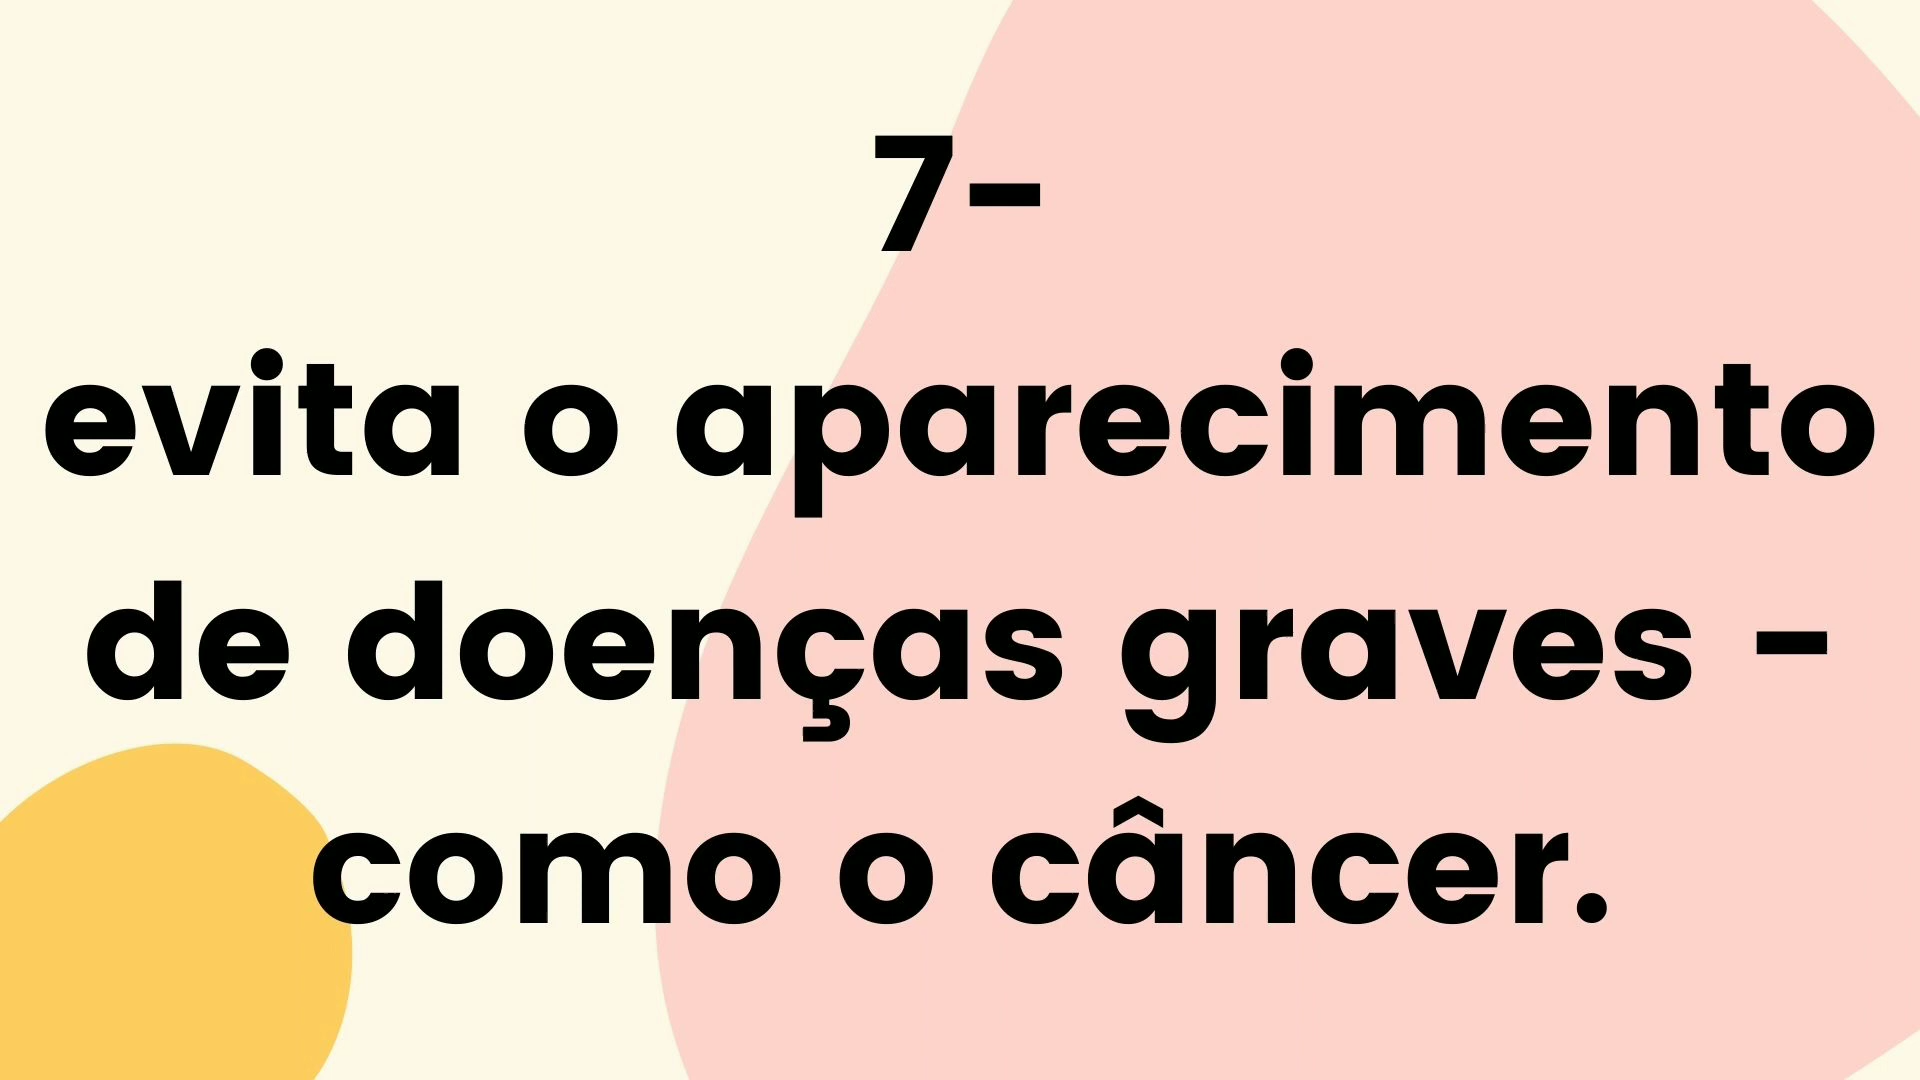 7-
evita o aparecimento
de doenças graves -
como o câncer.